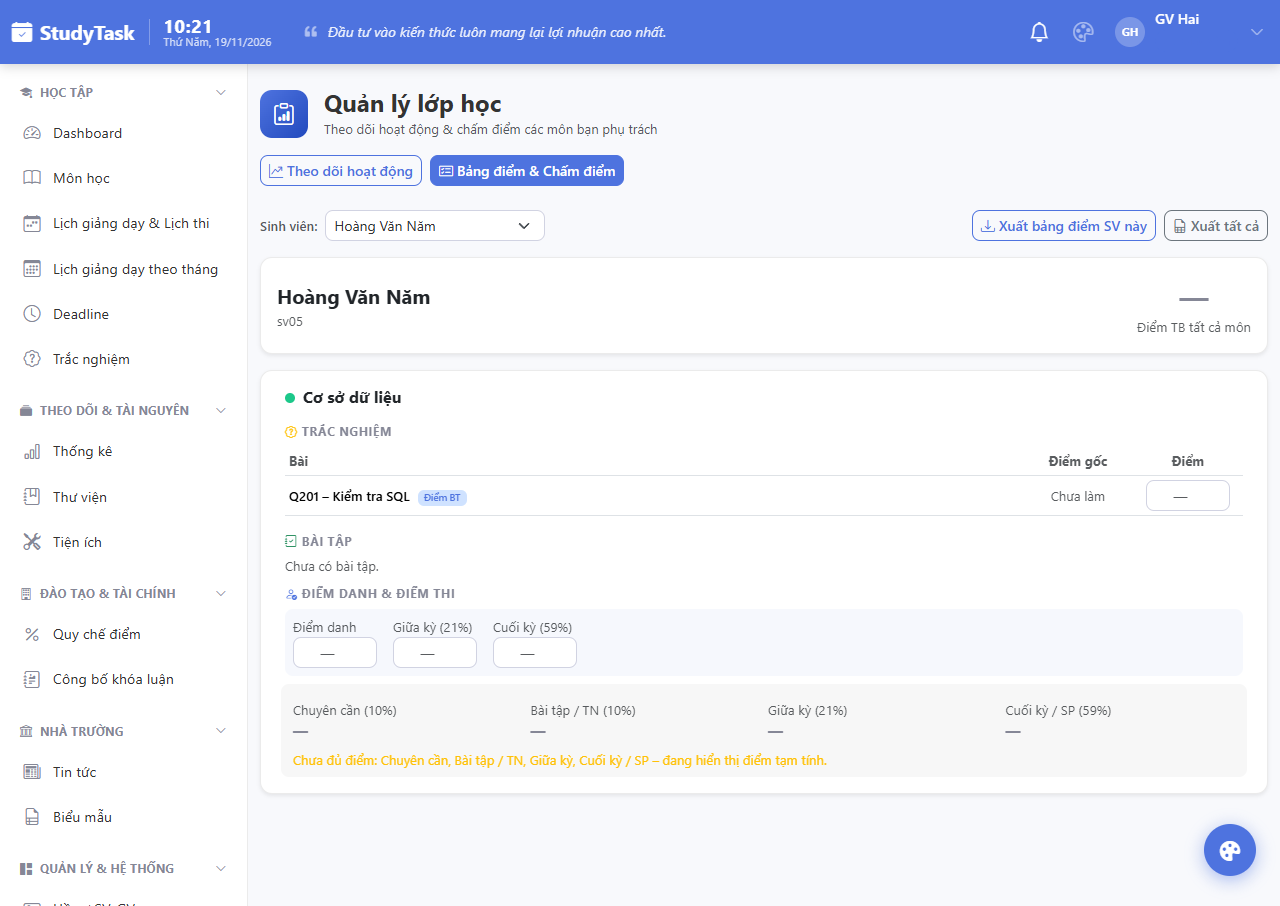 StudyTask
10:21
Thứ Năm, 19/11/2026
Đầu tư vào kiến thức luôn mang lại lợi nhuận cao nhất.
GH
GV Hai
HỌC TẬP
Dashboard
Môn học
Lịch giảng dạy & Lịch thi
Lịch giảng dạy theo tháng
Deadline
Trắc nghiệm
THEO DÕI & TÀI NGUYÊN
Thống kê
Thư viện
Tiện ích
ĐÀO TẠO & TÀI CHÍNH
Quy chế điểm
Công bố khóa luận
NHÀ TRƯỜNG
Tin tức
Biểu mẫu
QUẢN LÝ & HỆ THỐNG
Quản lý lớp học
Theo dõi hoạt động & chấm điểm các môn bạn phụ trách
Theo dõi hoạt động
Bảng điểm & Chấm điểm
Sinh viên:
Hoàng Văn Năm
Xuất bảng điểm SV này
Xuất tất cả
Hoàng Văn Năm
sv05
—
Điểm TB tất cả môn
Cơ sở dữ liệu
TRẮC NGHIỆM
Bài Điểm gốc Điểm
Q201 – Kiểm tra SQL Điểm BT Chưa làm —
BÀI TẬP
Chưa có bài tập.
ĐIỂM DANH & ĐIỂM THI
Điểm danh Giữa kỳ (21%) Cuối kỳ (59%)
— — —
Chuyên cần (10%) Bài tập / TN (10%) Giữa kỳ (21%) Cuối kỳ / SP (59%)
— — — —
Chưa đủ điểm: Chuyên cần, Bài tập / TN, Giữa kỳ, Cuối kỳ / SP – đang hiển thị điểm tạm tính.